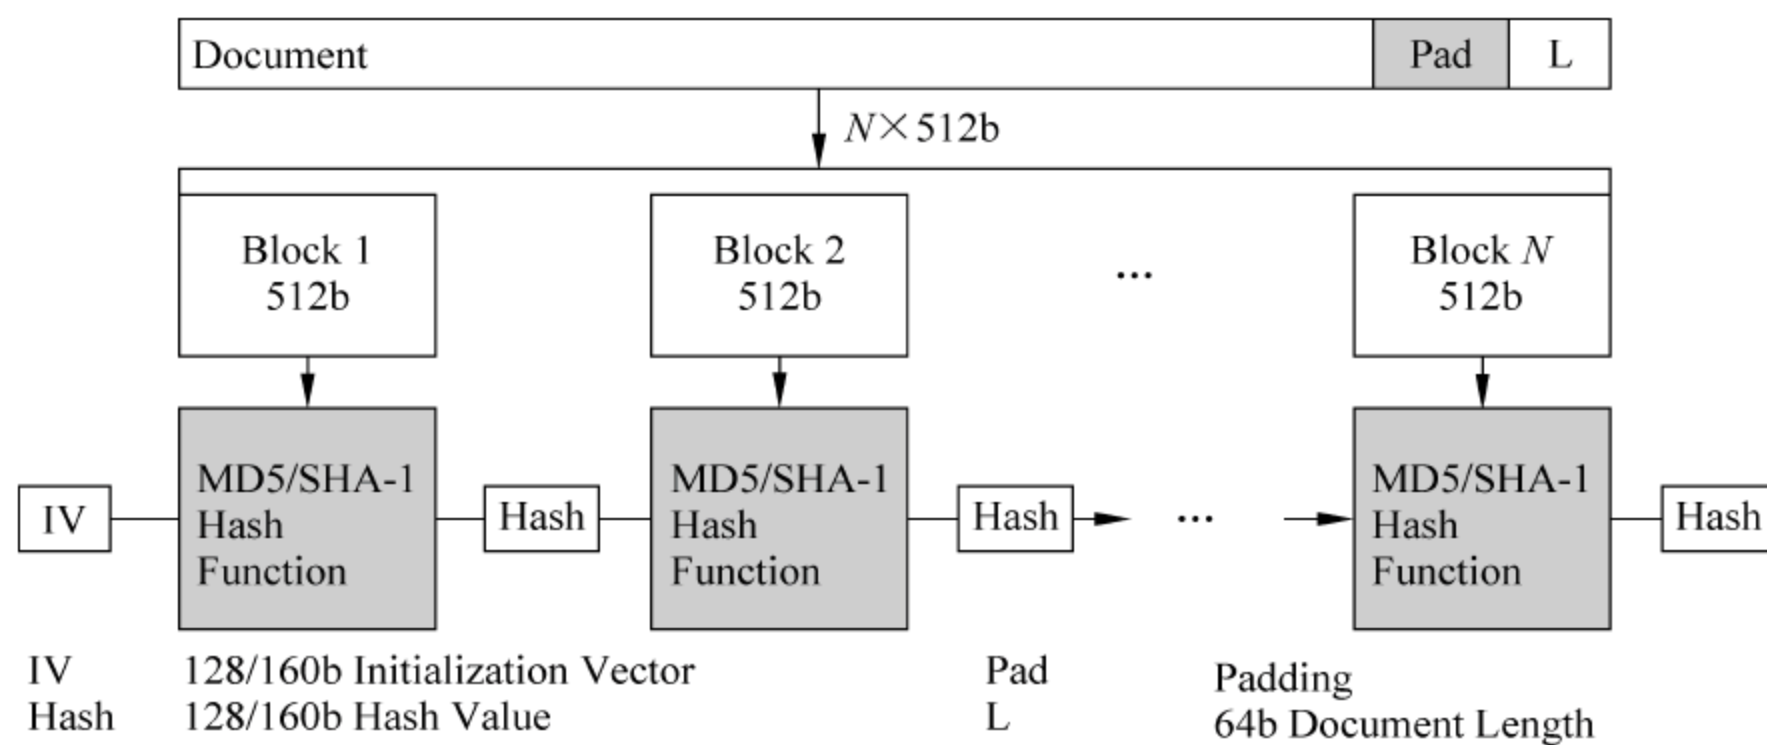 Document Pad L
N×512b
Block 1 Block 2 ... Block N
512b 512b 512b
MD5/SHA-1 MD5/SHA-1 MD5/SHA-1
IV Hash Hash Hash Hash ... Hash Hash
Function Function Function
IV 128/160b Initialization Vector Pad Padding
Hash 128/160b Hash Value L 64b Document Length